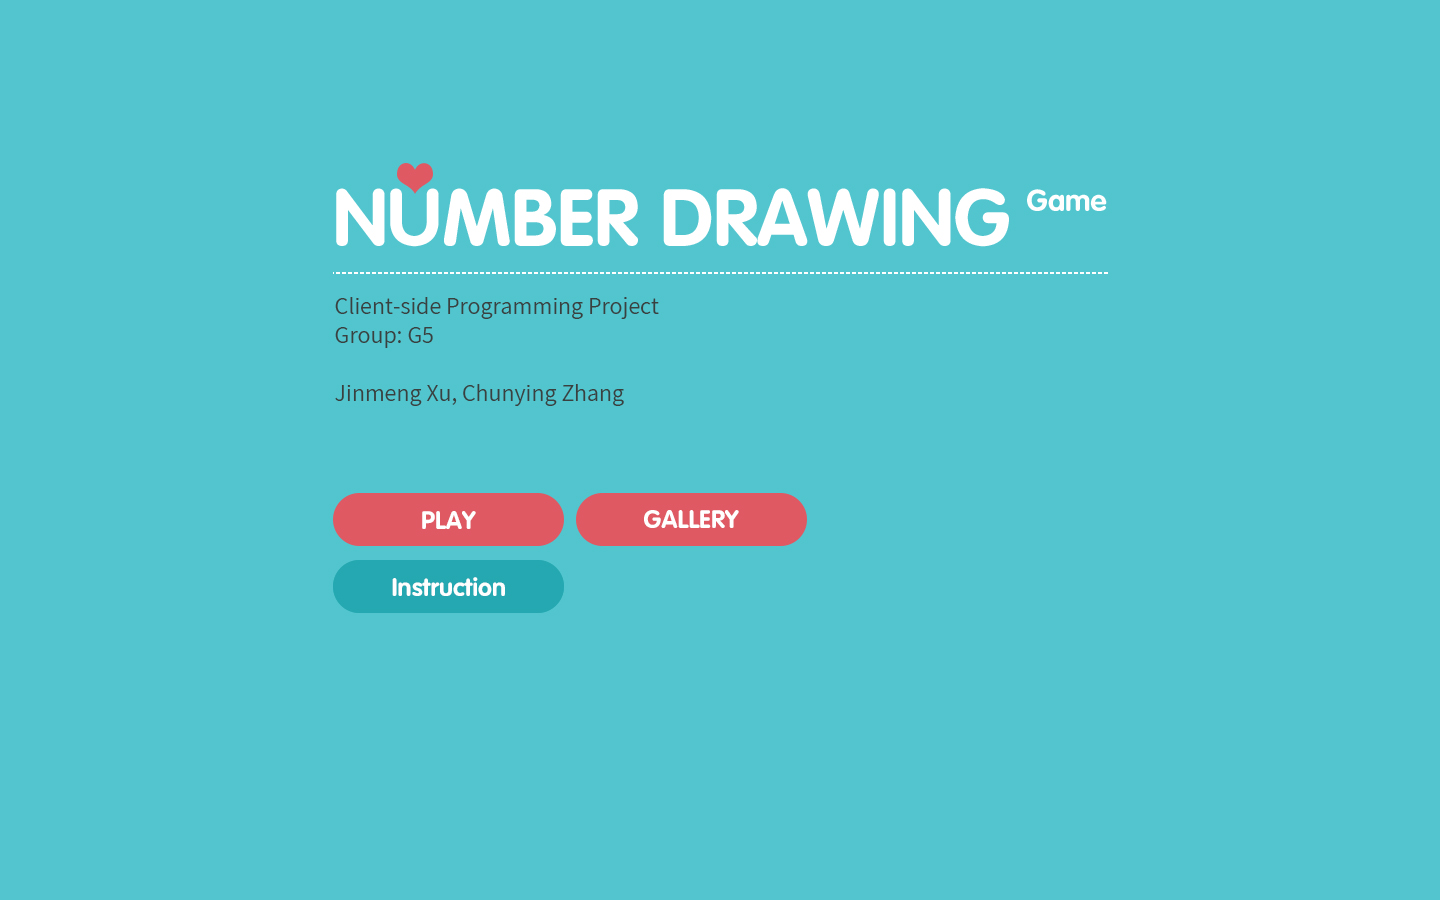 NUMBER DRAWING Game
Client-side Programming Project
Group: G5
Jinmeng Xu, Chunying Zhang
PLAY
GALLERY
Instruction